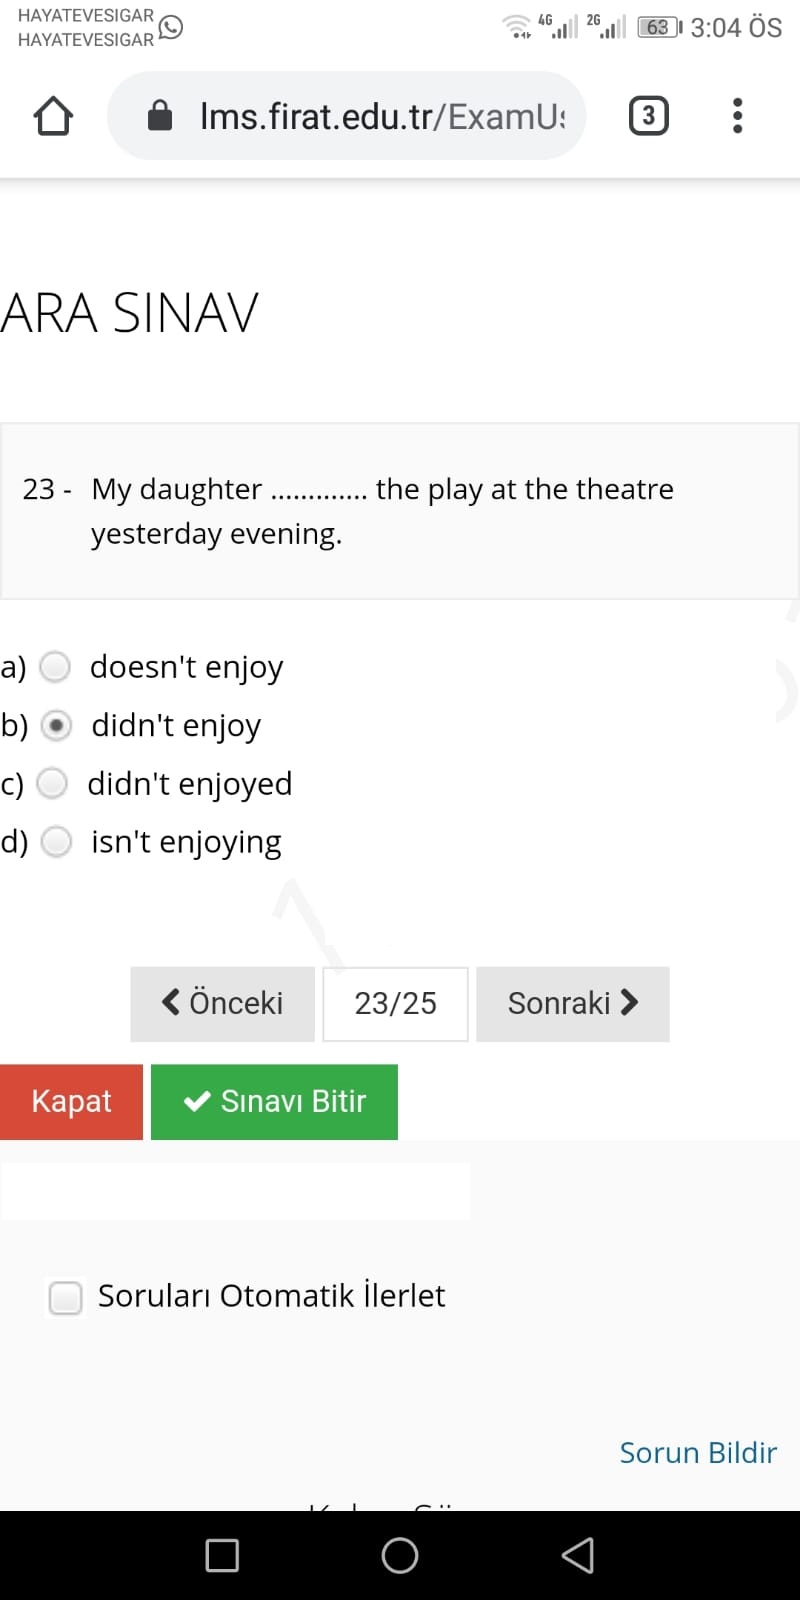 HAYATEVESIGAR
HAYATEVESIGAR
4G 2G 63 3:04 ÖS
lms.firat.edu.tr/ExamUs
3
ARA SINAV
23 - My daughter ............. the play at the theatre
yesterday evening.
a) doesn't enjoy
b) didn't enjoy
c) didn't enjoyed
d) isn't enjoying
Önceki 23/25 Sonraki
Kapat Sınavı Bitir
Soruları Otomatik İlerlet
Sorun Bildir